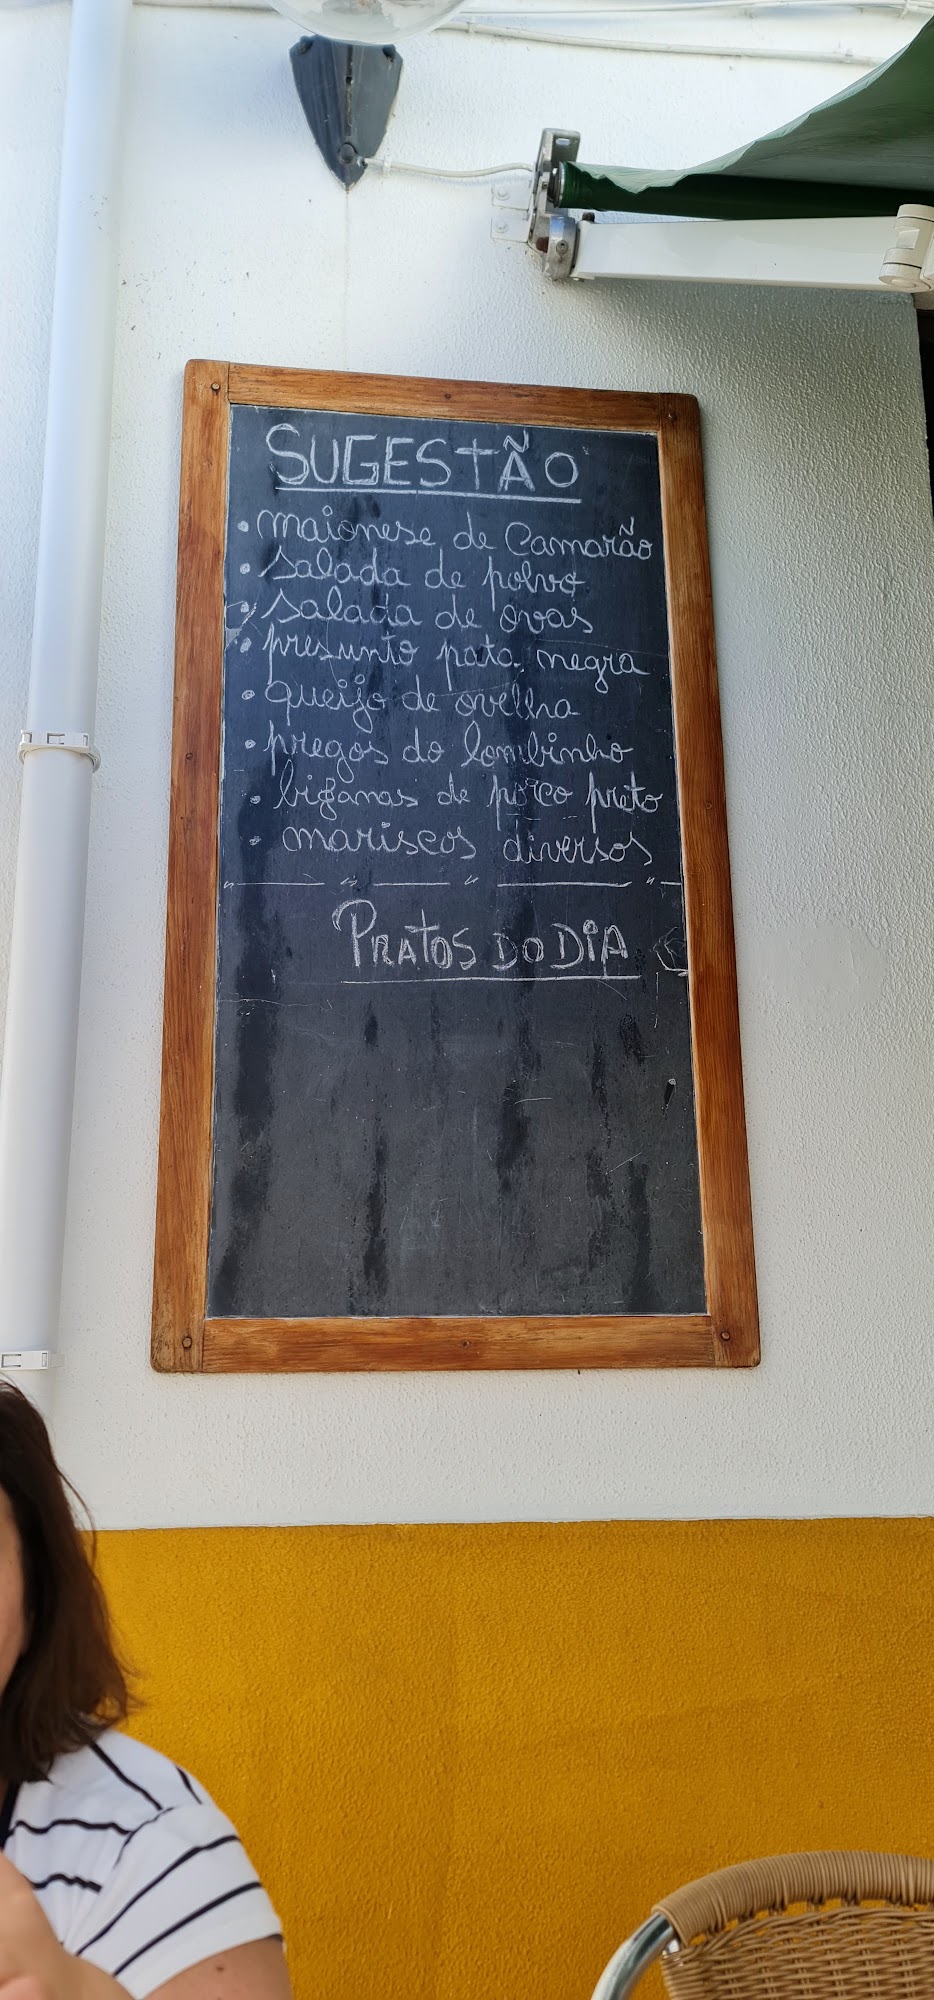 SUGESTÃO
• maionese de Camarão
• Salada de polvo
• Salada de ovas
• presunto pata negra
• queijo de ovelha
• pregos do lombinho
• bifanas de porco preto
• mariscos diversos
PRATOS DO DIA